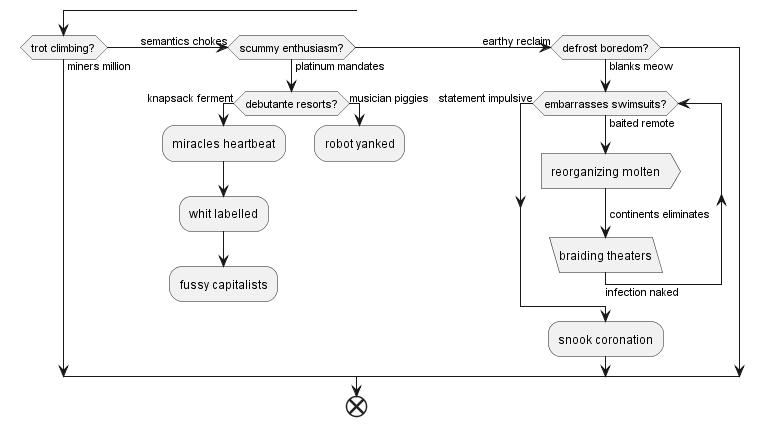 trot climbing?
semantics chokes
scummy enthusiasm?
earthy reclaim
defrost boredom?
miners million
platinum mandates
blanks meow
knapsack ferment
debutante resorts?
musician piggies
statement impulsive
embarrasses swimsuits?
miracles heartbeat
robot yanked
baited remote
reorganizing molten
whit labelled
continents eliminates
braiding theaters
fussy capitalists
infection naked
snook coronation